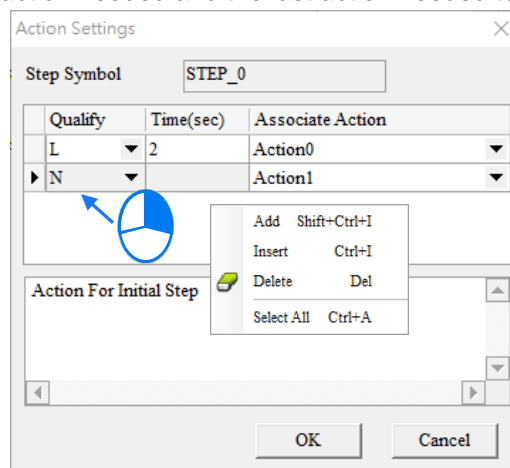 Action Settings
Step Symbol STEP_0
Qualify Time(sec) Associate Action
L 2 Action0
N Action1
Add Shift+Ctrl+I
Insert Ctrl+I
Delete Del
Select All Ctrl+A
Action For Initial Step
OK Cancel